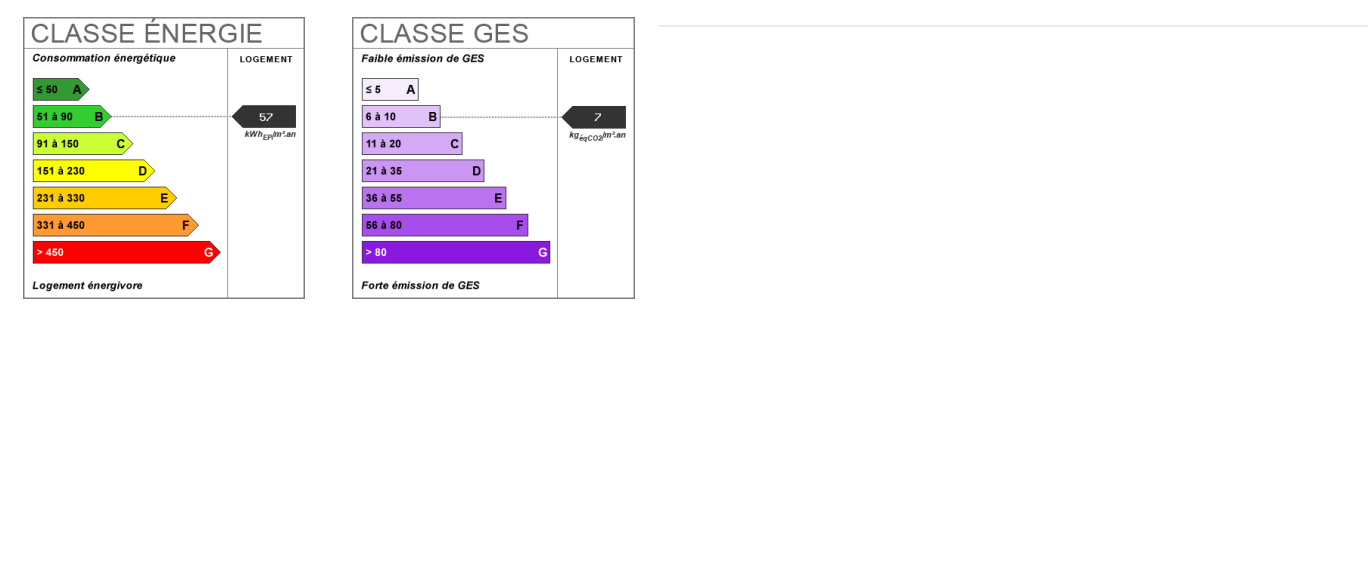 CLASSE ÉNERGIE
Consommation énergétique
LOGEMENT
≤ 50 A
51 à 90 B
57
kWhEP/m².an
91 à 150 C
151 à 230 D
231 à 330 E
331 à 450 F
> 450 G
Logement énergivore
CLASSE GES
Faible émission de GES
LOGEMENT
≤ 5 A
6 à 10 B
7
kgéqCO2/m².an
11 à 20 C
21 à 35 D
36 à 55 E
56 à 80 F
> 80 G
Forte émission de GES